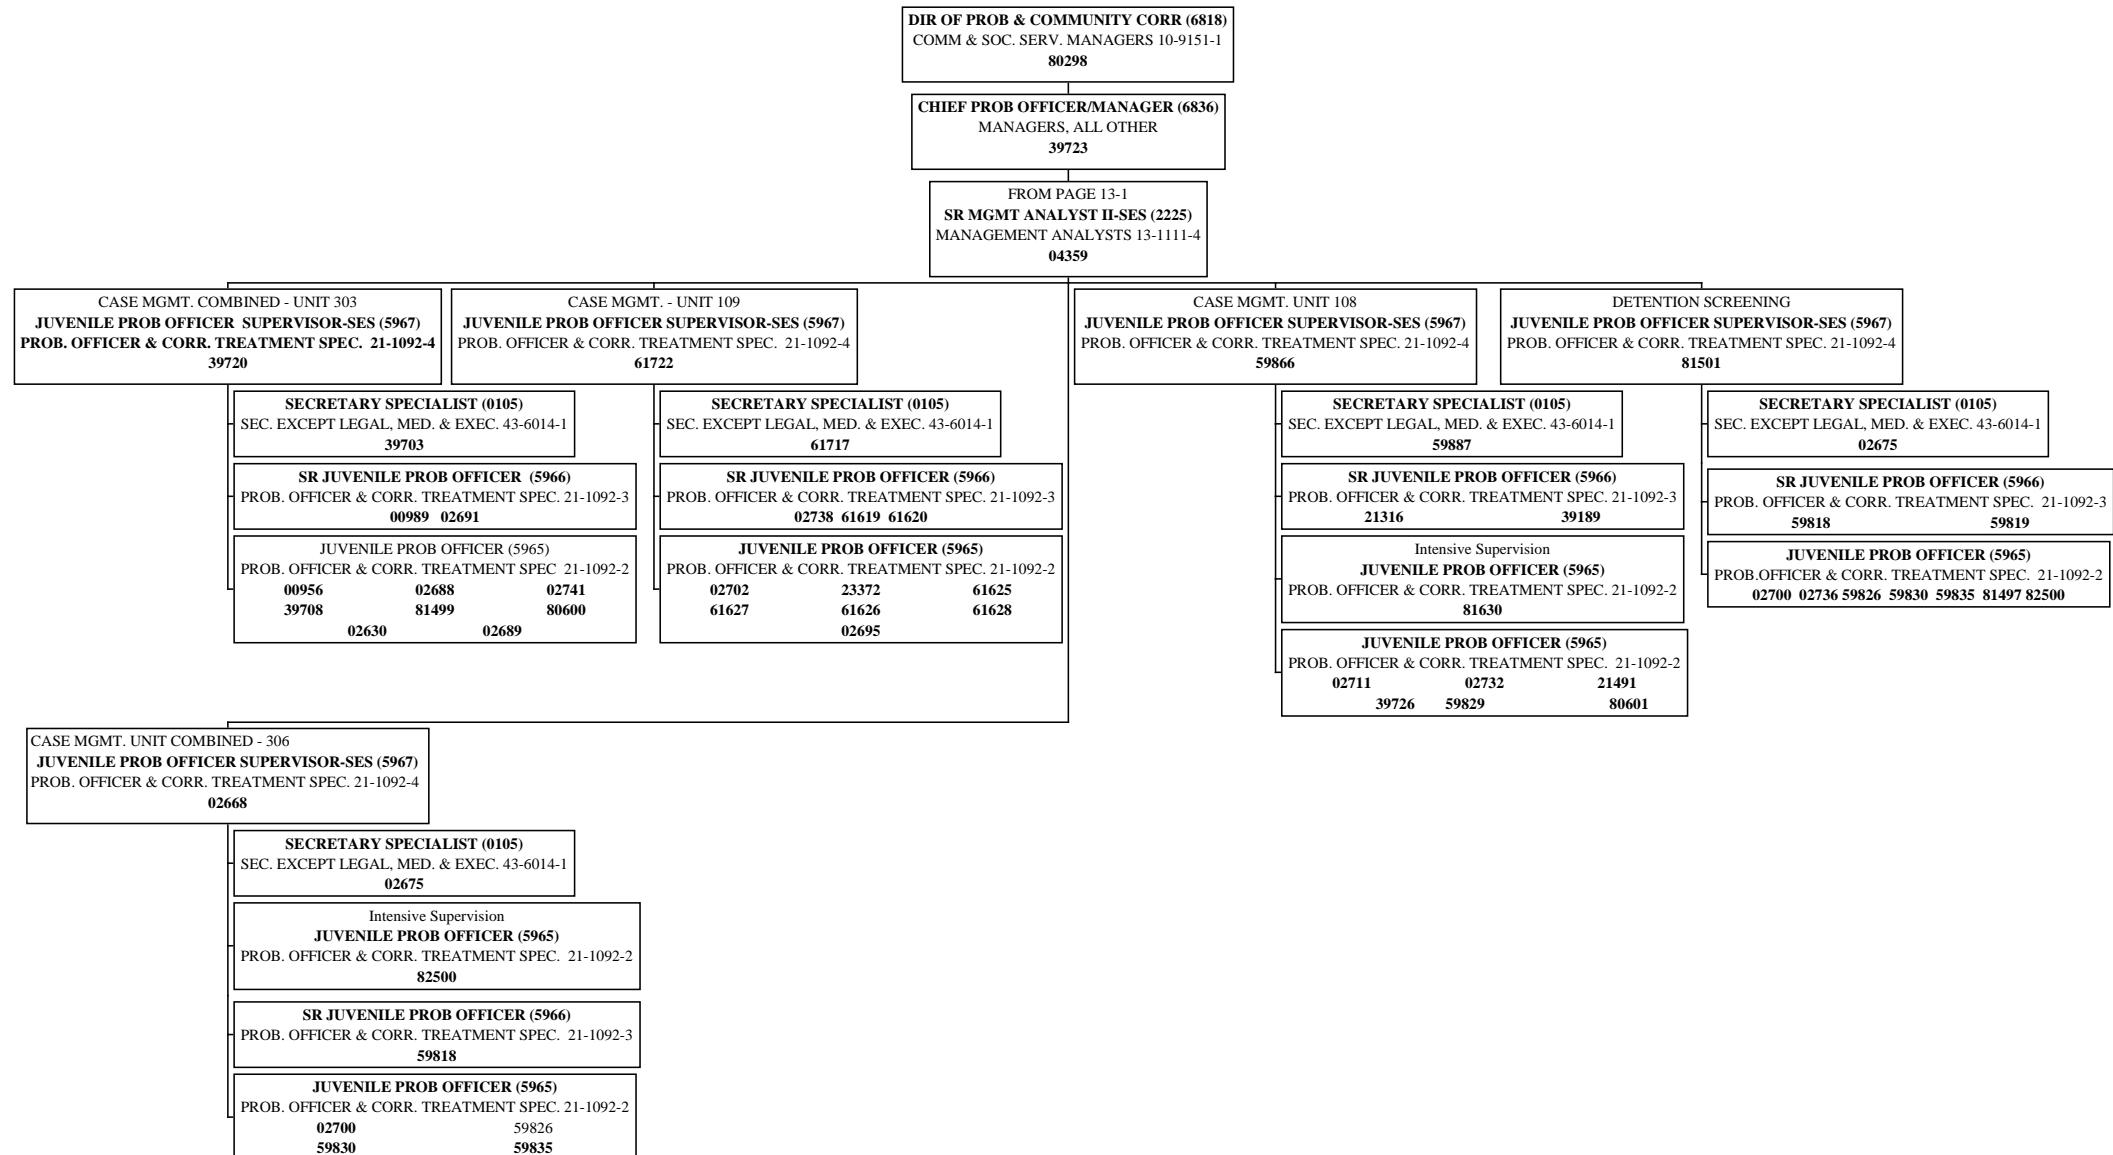 DIR OF PROB & COMMUNITY CORR (6818)
COMM & SOC. SERV. MANAGERS 10-9151-1
80298
CHIEF PROB OFFICER/MANAGER (6836)
MANAGERS, ALL OTHER
39723
FROM PAGE 13-1
SR MGMT ANALYST II-SES (2225)
MANAGEMENT ANALYSTS 13-1111-4
04359
CASE MGMT. COMBINED - UNIT 303
JUVENILE PROB OFFICER SUPERVISOR-SES (5967)
PROB. OFFICER & CORR. TREATMENT SPEC. 21-1092-4
39720
SECRETARY SPECIALIST (0105)
SEC. EXCEPT LEGAL, MED. & EXEC. 43-6014-1
39703
SR JUVENILE PROB OFFICER (5966)
PROB. OFFICER & CORR. TREATMENT SPEC. 21-1092-3
00989 02691
JUVENILE PROB OFFICER (5965)
PROB. OFFICER & CORR. TREATMENT SPEC 21-1092-2
00956 02688 02741
39708 81499 80600
02630 02689
CASE MGMT. - UNIT 109
JUVENILE PROB OFFICER SUPERVISOR-SES (5967)
PROB. OFFICER & CORR. TREATMENT SPEC. 21-1092-4
61722
SECRETARY SPECIALIST (0105)
SEC. EXCEPT LEGAL, MED. & EXEC. 43-6014-1
61717
SR JUVENILE PROB OFFICER (5966)
PROB. OFFICER & CORR. TREATMENT SPEC. 21-1092-3
02738 61619 61620
JUVENILE PROB OFFICER (5965)
PROB. OFFICER & CORR. TREATMENT SPEC. 21-1092-2
02702 23372 61625
61627 61626 61628
02695
CASE MGMT. UNIT 108
JUVENILE PROB OFFICER SUPERVISOR-SES (5967)
PROB. OFFICER & CORR. TREATMENT SPEC. 21-1092-4
59866
SECRETARY SPECIALIST (0105)
SEC. EXCEPT LEGAL, MED. & EXEC. 43-6014-1
59887
SR JUVENILE PROB OFFICER (5966)
PROB. OFFICER & CORR. TREATMENT SPEC. 21-1092-3
21316 39189
Intensive Supervision
JUVENILE PROB OFFICER (5965)
PROB. OFFICER & CORR. TREATMENT SPEC. 21-1092-2
81630
JUVENILE PROB OFFICER (5965)
PROB. OFFICER & CORR. TREATMENT SPEC. 21-1092-2
02711 02732 21491
39726 59829 80601
DETENTION SCREENING
JUVENILE PROB OFFICER SUPERVISOR-SES (5967)
PROB. OFFICER & CORR. TREATMENT SPEC. 21-1092-4
81501
SECRETARY SPECIALIST (0105)
SEC. EXCEPT LEGAL, MED. & EXEC. 43-6014-1
02675
SR JUVENILE PROB OFFICER (5966)
PROB. OFFICER & CORR. TREATMENT SPEC. 21-1092-3
59818 59819
JUVENILE PROB OFFICER (5965)
PROB.OFFICER & CORR. TREATMENT SPEC. 21-1092-2
02700 02736 59826 59830 59835 81497 82500
CASE MGMT. UNIT COMBINED - 306
JUVENILE PROB OFFICER SUPERVISOR-SES (5967)
PROB. OFFICER & CORR. TREATMENT SPEC. 21-1092-4
02668
SECRETARY SPECIALIST (0105)
SEC. EXCEPT LEGAL, MED. & EXEC. 43-6014-1
02675
Intensive Supervision
JUVENILE PROB OFFICER (5965)
PROB. OFFICER & CORR. TREATMENT SPEC. 21-1092-2
82500
SR JUVENILE PROB OFFICER (5966)
PROB. OFFICER & CORR. TREATMENT SPEC. 21-1092-3
59818
JUVENILE PROB OFFICER (5965)
PROB. OFFICER & CORR. TREATMENT SPEC. 21-1092-2
02700 59826
59830 59835